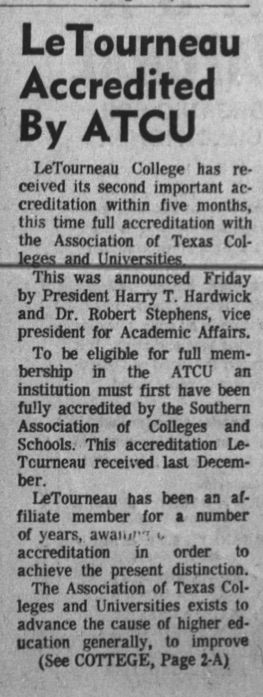 LeTourneau
Accredited
By ATCU
LeTourneau College has re-
ceived its second important ac-
creditation within five months,
this time full accreditation with
the Association of Texas Col-
leges and Universities.
This was announced Friday
by President Harry T. Hardwick
and Dr. Robert Stephens, vice
president for Academic Affairs.
To be eligible for full mem-
bership in the ATCU an
institution must first have been
fully accredited by the Southern
Association of Colleges and
Schools. This accreditation Le-
Tcurneau received last Decem-
ber.
LeTourneau has been an af-
filiate member for a number
of years,
accreditation in order to
achieve the present distinction.
The Association of Texas Col-
leges and Universities exists to
advance the cause of higher ed-
ucation generally, to improve
(See COTTEGE, Page 2-A)